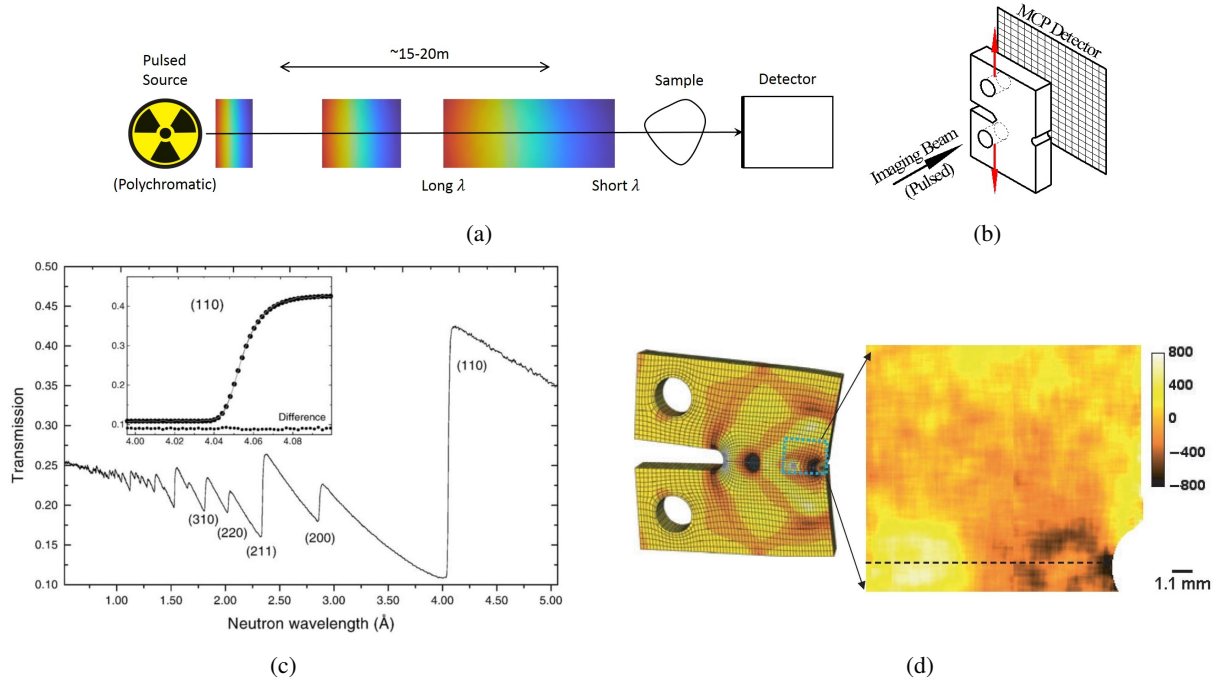 Pulsed
Source
(Polychromatic)
~15-20m
Long λ
Short λ
Sample
Detector
(a)
MCP Detector
Imaging Beam
(Pulsed)
(b)
0.50
0.45
0.40
0.35
0.30
0.25
0.20
0.15
0.10
Transmission
1.00
1.50
2.00
2.50
3.00
3.50
4.00
4.50
5.00
Neutron wavelength (Å)
(110)
0.4
0.3
0.2
0.1
Difference
4.00
4.02
4.04
4.06
4.08
(310)
(220)
(211)
(200)
(110)
(c)
800
400
0
−400
−800
1.1 mm
(d)